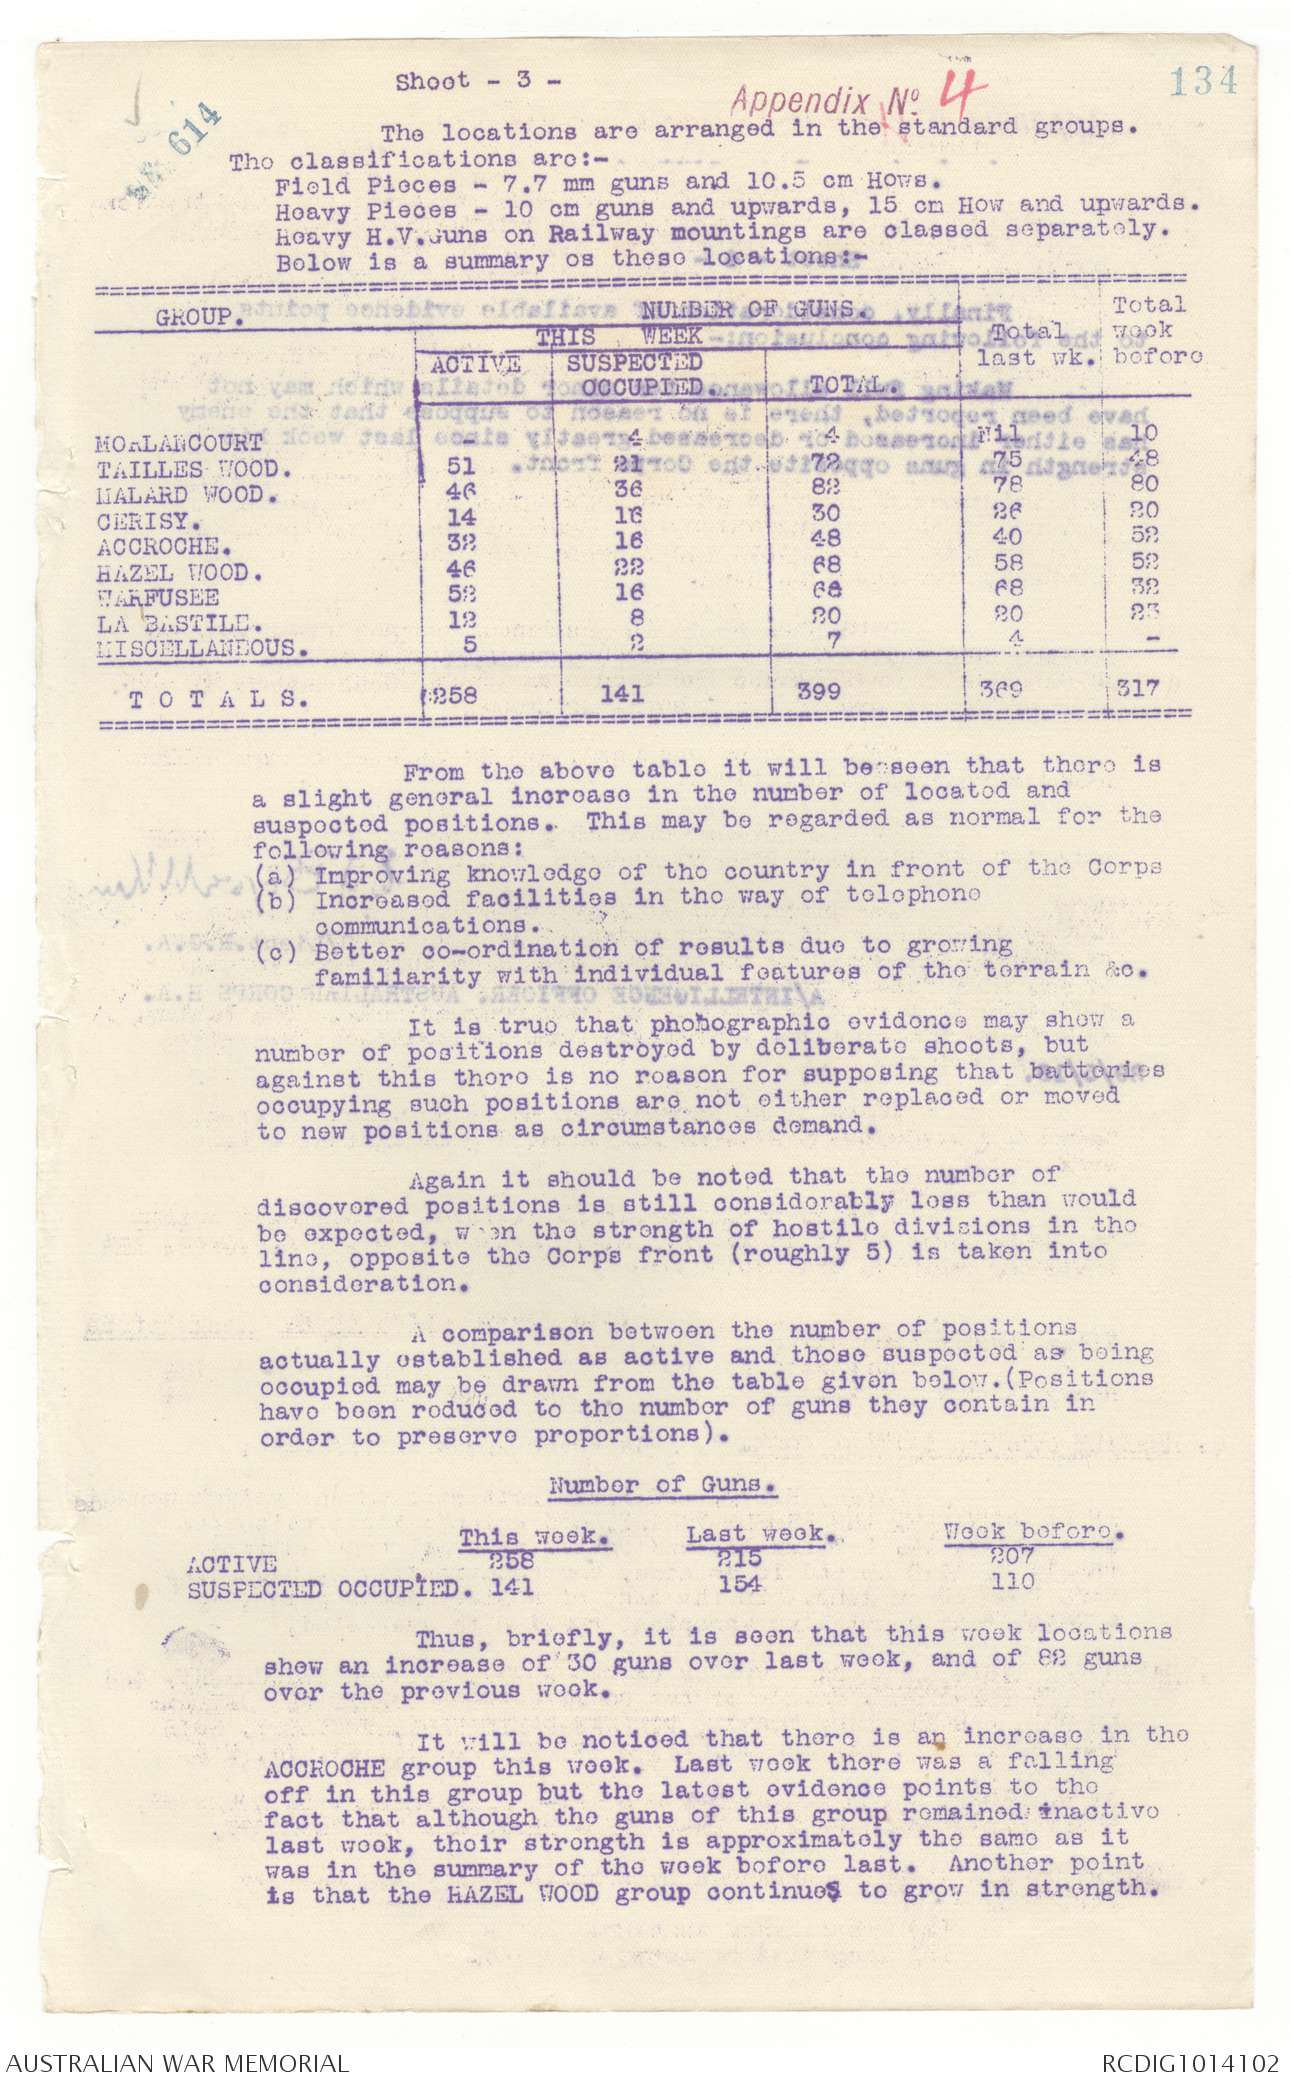 Sheet - 3 -
134
Appendix No. 4
614
The locations are arranged in the standard groups.
The classifications are:-
Field Pieces - 7.7 mm guns and 10.5 cm Hows.
Heavy Pieces - 10 cm guns and upwards, 15 cm How and upwards.
Heavy H.V.Guns on Railway mountings are classed separately.
Below is a summary os these locations:-
GROUP. NUMBER OF GUNS. Total
THIS WEEK Total week
ACTIVE SUSPECTED last wk. before
OCCUPIED. TOTAL.
MORLANCOURT - 4 4 Nil 10
TAILLES WOOD. 51 21 72 75 48
MALARD WOOD. 46 36 82 78 80
CERISY. 14 16 30 26 20
ACCROCHE. 32 16 48 40 52
HAZEL WOOD. 46 22 68 58 52
WARFUSEE 52 16 68 68 32
LA BASTILE. 12 8 20 20 23
MISCELLANEOUS. 5 2 7 4 -
T O T A L S. 258 141 399 369 317
From the above table it will be seen that there is
a slight general increase in the number of located and
suspected positions. This may be regarded as normal for the
following reasons:
(a) Improving knowledge of the country in front of the Corps
(b) Increased facilities in the way of telephone
communications.
(c) Better co-ordination of results due to growing
familiarity with individual features of the terrain &c.
It is true that phonographic evidence may show a
number of positions destroyed by deliberate shoots, but
against this there is no reason for supposing that batteries
occupying such positions are not either replaced or moved
to new positions as circumstances demand.
Again it should be noted that the number of
discovered positions is still considerably less than would
be expected, when the strength of hostile divisions in the
line, opposite the Corps front (roughly 5) is taken into
consideration.
A comparison between the number of positions
actually established as active and those suspected as being
occupied may be drawn from the table given below.(Positions
have been reduced to the number of guns they contain in
order to preserve proportions).
Number of Guns.
This week. Last week. Week before.
ACTIVE 258 215 207
SUSPECTED OCCUPIED. 141 154 110
Thus, briefly, it is seen that this week locations
shew an increase of 30 guns over last week, and of 82 guns
over the previous week.
It will be noticed that there is an increase in the
ACCROCHE group this week. Last week there was a falling
off in this group but the latest evidence points to the
fact that although the guns of this group remained inactive
last week, their strength is approximately the same as it
was in the summary of the week before last. Another point
is that the HAZEL WOOD group continues to grow in strength.
AUSTRALIAN WAR MEMORIAL
RCDIG1014102